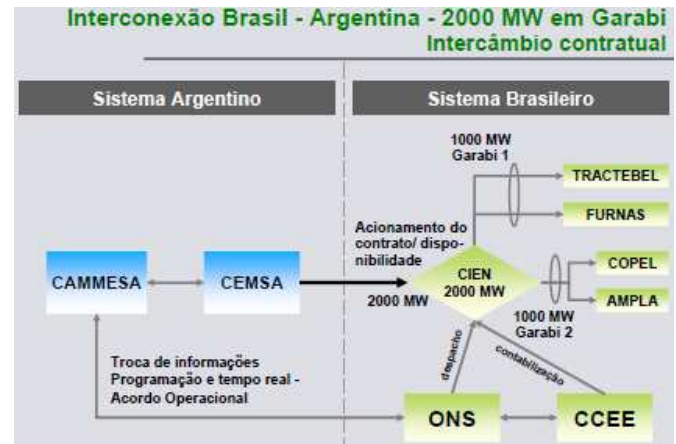 Interconexão Brasil - Argentina - 2000 MW em Garabi
Intercâmbio contratual
Sistema Argentino
Sistema Brasileiro
1000 MW
Garabi 1
TRACTEBEL
FURNAS
Acionamento do
contrato/ dispo-
nibilidade
CAMMESA
CEMSA
2000 MW
CIEN
2000 MW
COPEL
AMPLA
1000 MW
Garabi 2
despacho
contabilização
Troca de informações
Programação e tempo real -
Acordo Operacional
ONS
CCEE